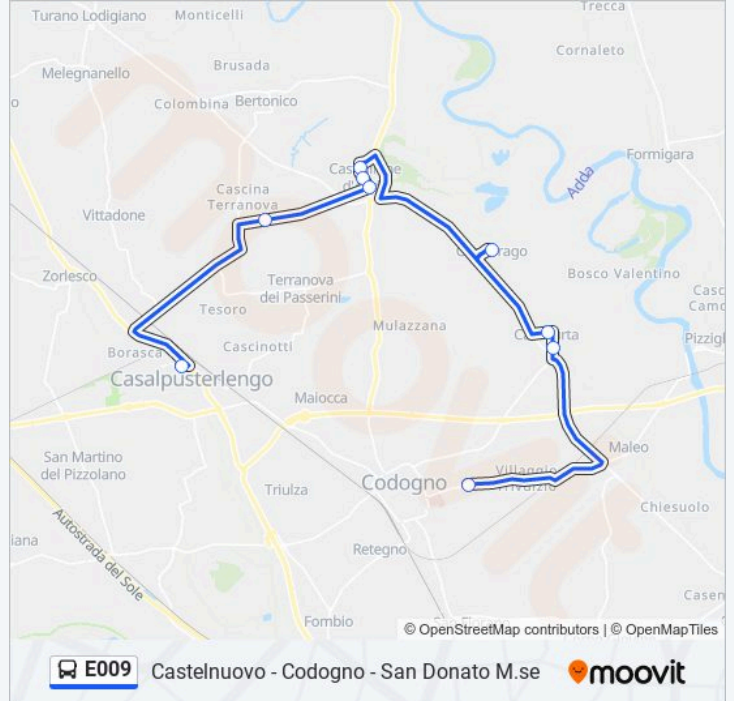 Trecca
Turano Lodigiano
Monticelli
Cornaleto
Brusada
Melegnanello
Colombina
Bertonico
Formigara
Adda
Cascina
Terranova
Vittadone
Bosco Valentino
Zorlesco
Terranova
dei Passerini
Tesoro
Mulazzana
Borasca
Cascinotti
Casalpusterlengo
Maiocca
Maleo
San Martino
del Pizzolano
Codogno
Villaggio
Triulza
Chiesuolo
Autostrada del Sole
Retegno
Fombio
© OpenStreetMap contributors | © OpenMapTiles
E009 Castelnuovo - Codogno - San Donato M.se moovit